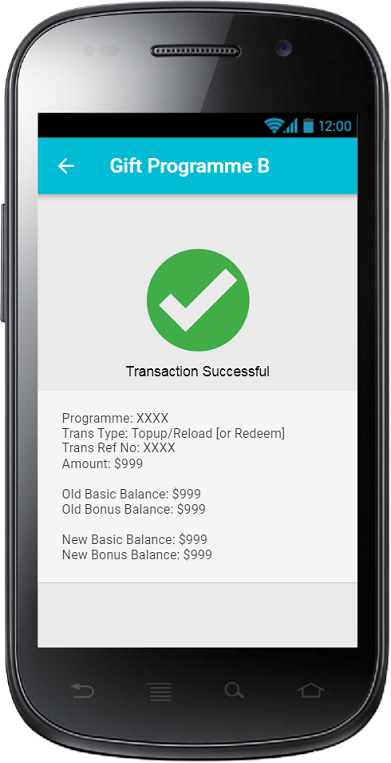 12:00
Gift Programme B
Transaction Successful
Programme: XXXX
Trans Type: Topup/Reload [or Redeem]
Trans Ref No: XXXX
Amount: $999
Old Basic Balance: $999
Old Bonus Balance: $999
New Basic Balance: $999
New Bonus Balance: $999